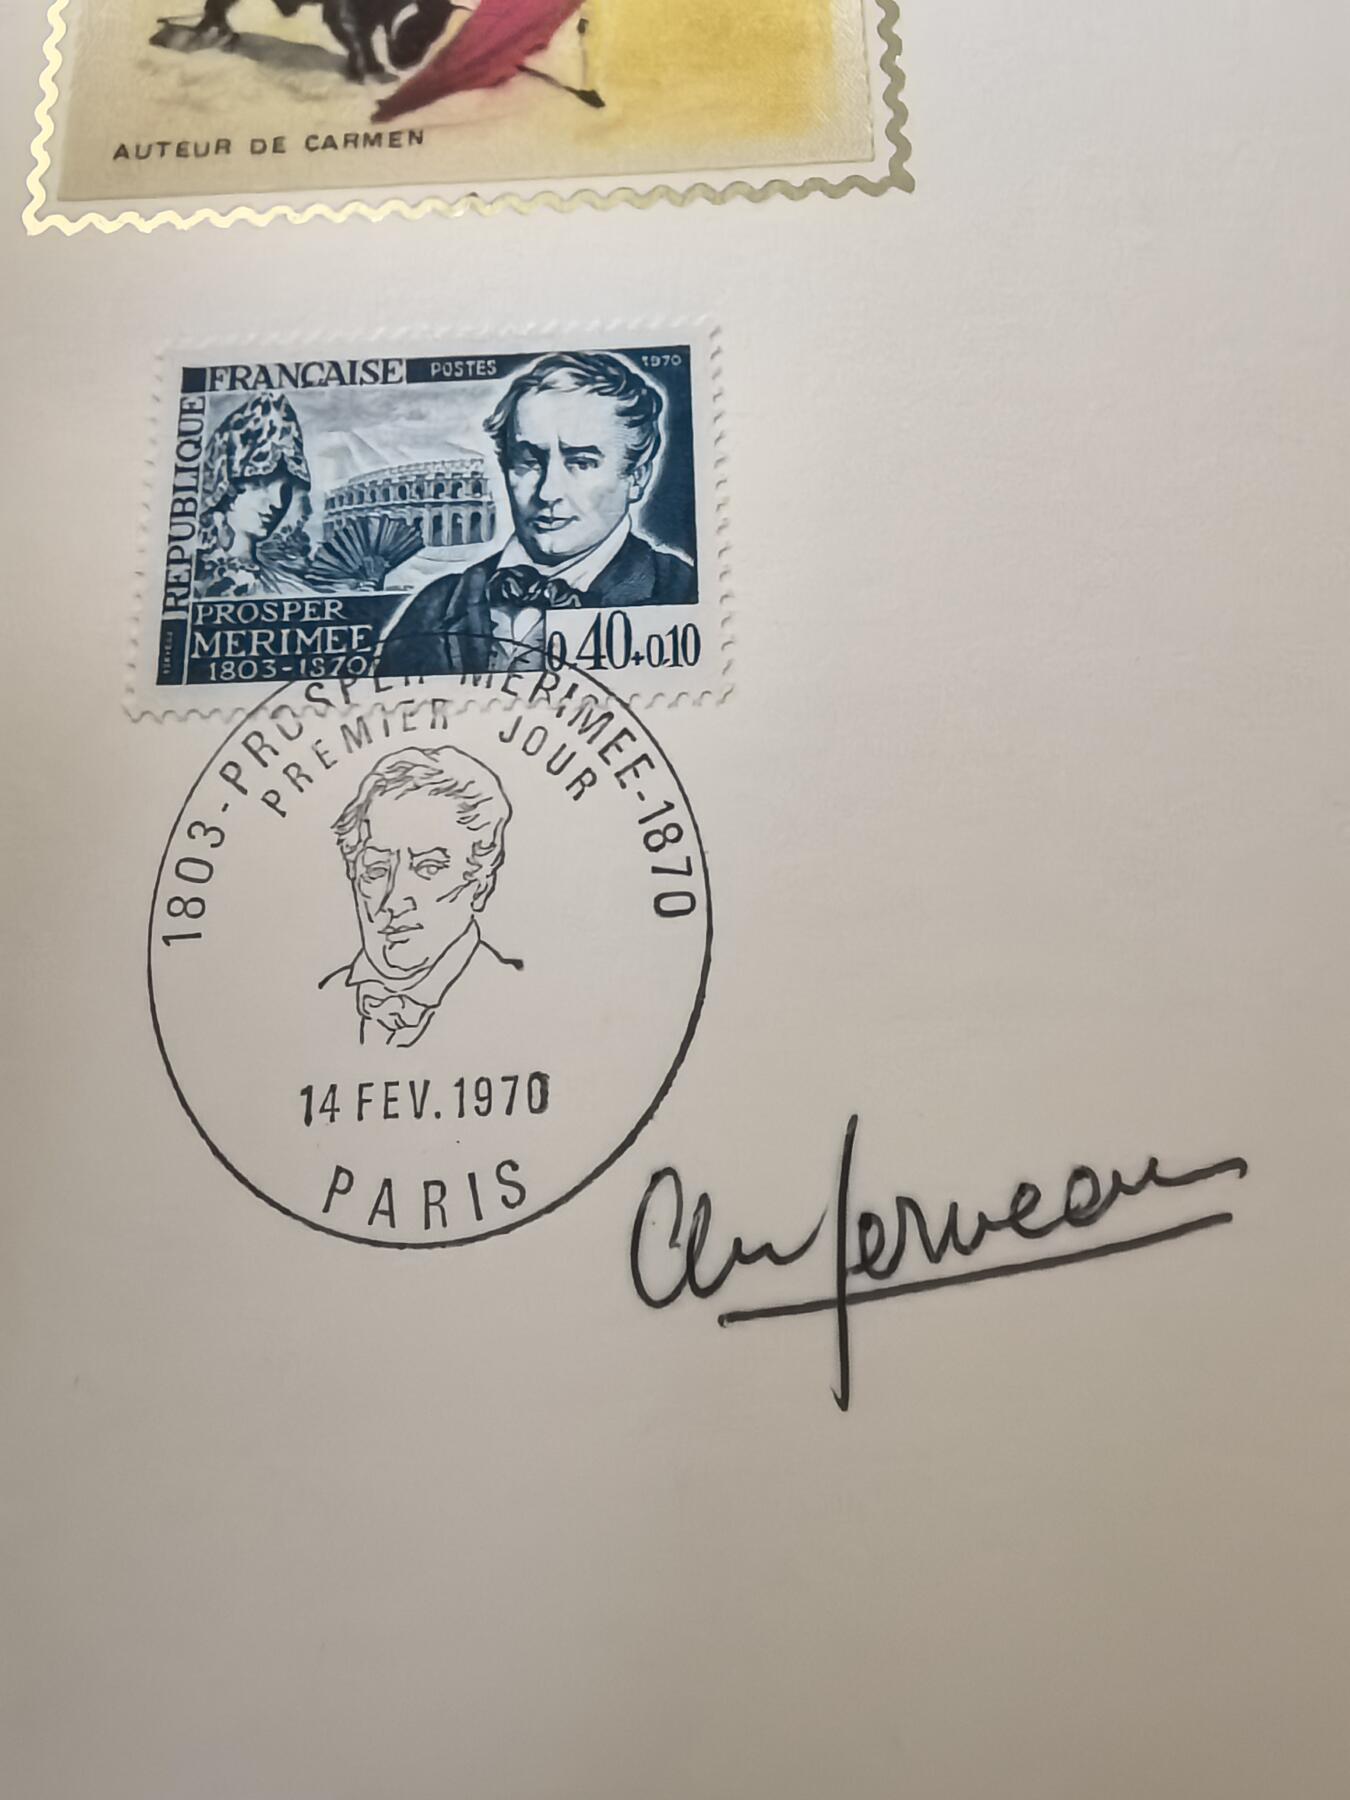 AUTEUR DE CARMEN
RÉPUBLIQUE FRANÇAISE POSTES 1970
PROSPER
MERIMEE
1803-1870
0,40+0,10
1803-PROSPER MERIMEE-1870
PREMIER JOUR
14 FEV. 1970
PARIS